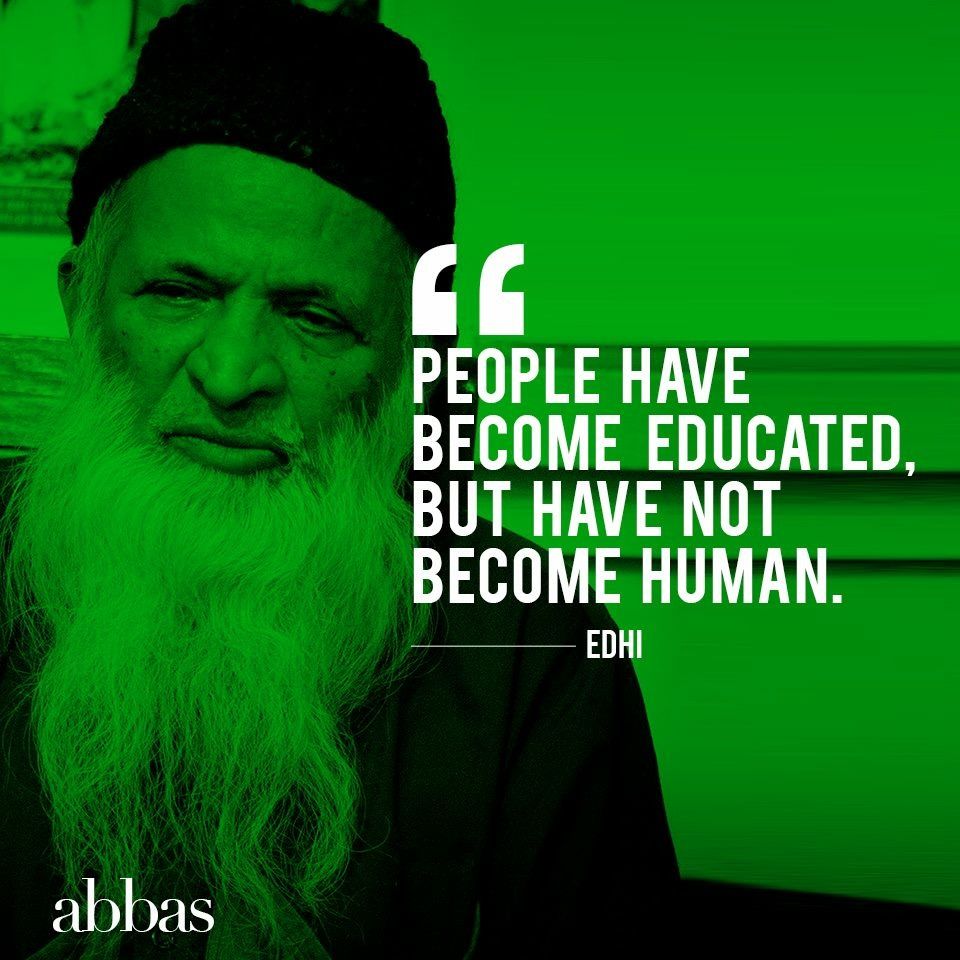 “
PEOPLE HAVE
BECOME EDUCATED,
BUT HAVE NOT
BECOME HUMAN.
EDHI
abbas